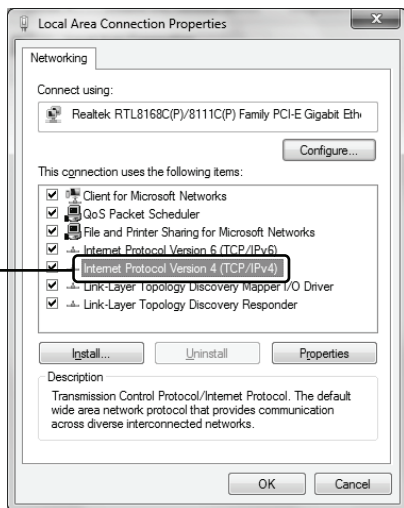 Local Area Connection Properties
Networking
Connect using:
Realtek RTL8168C(P)/8111C(P) Family PCI-E Gigabit Eth
Configure...
This connection uses the following items:
Client for Microsoft Networks
QoS Packet Scheduler
File and Printer Sharing for Microsoft Networks
Internet Protocol Version 6 (TCP/IPv6)
Internet Protocol Version 4 (TCP/IPv4)
Link-Layer Topology Discovery Mapper I/O Driver
Link-Layer Topology Discovery Responder
Install...
Uninstall
Properties
Description
Transmission Control Protocol/Internet Protocol. The default
wide area network protocol that provides communication
across diverse interconnected networks.
OK
Cancel